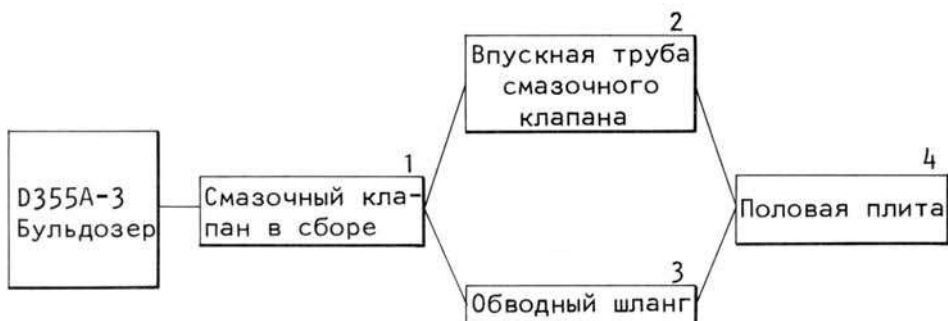 D355A-3
Бульдозер
1
Смазочный кла-
пан в сборе
2
Впускная труба
смазочного
клапана
3
Обводный шланг
4
Половая плита